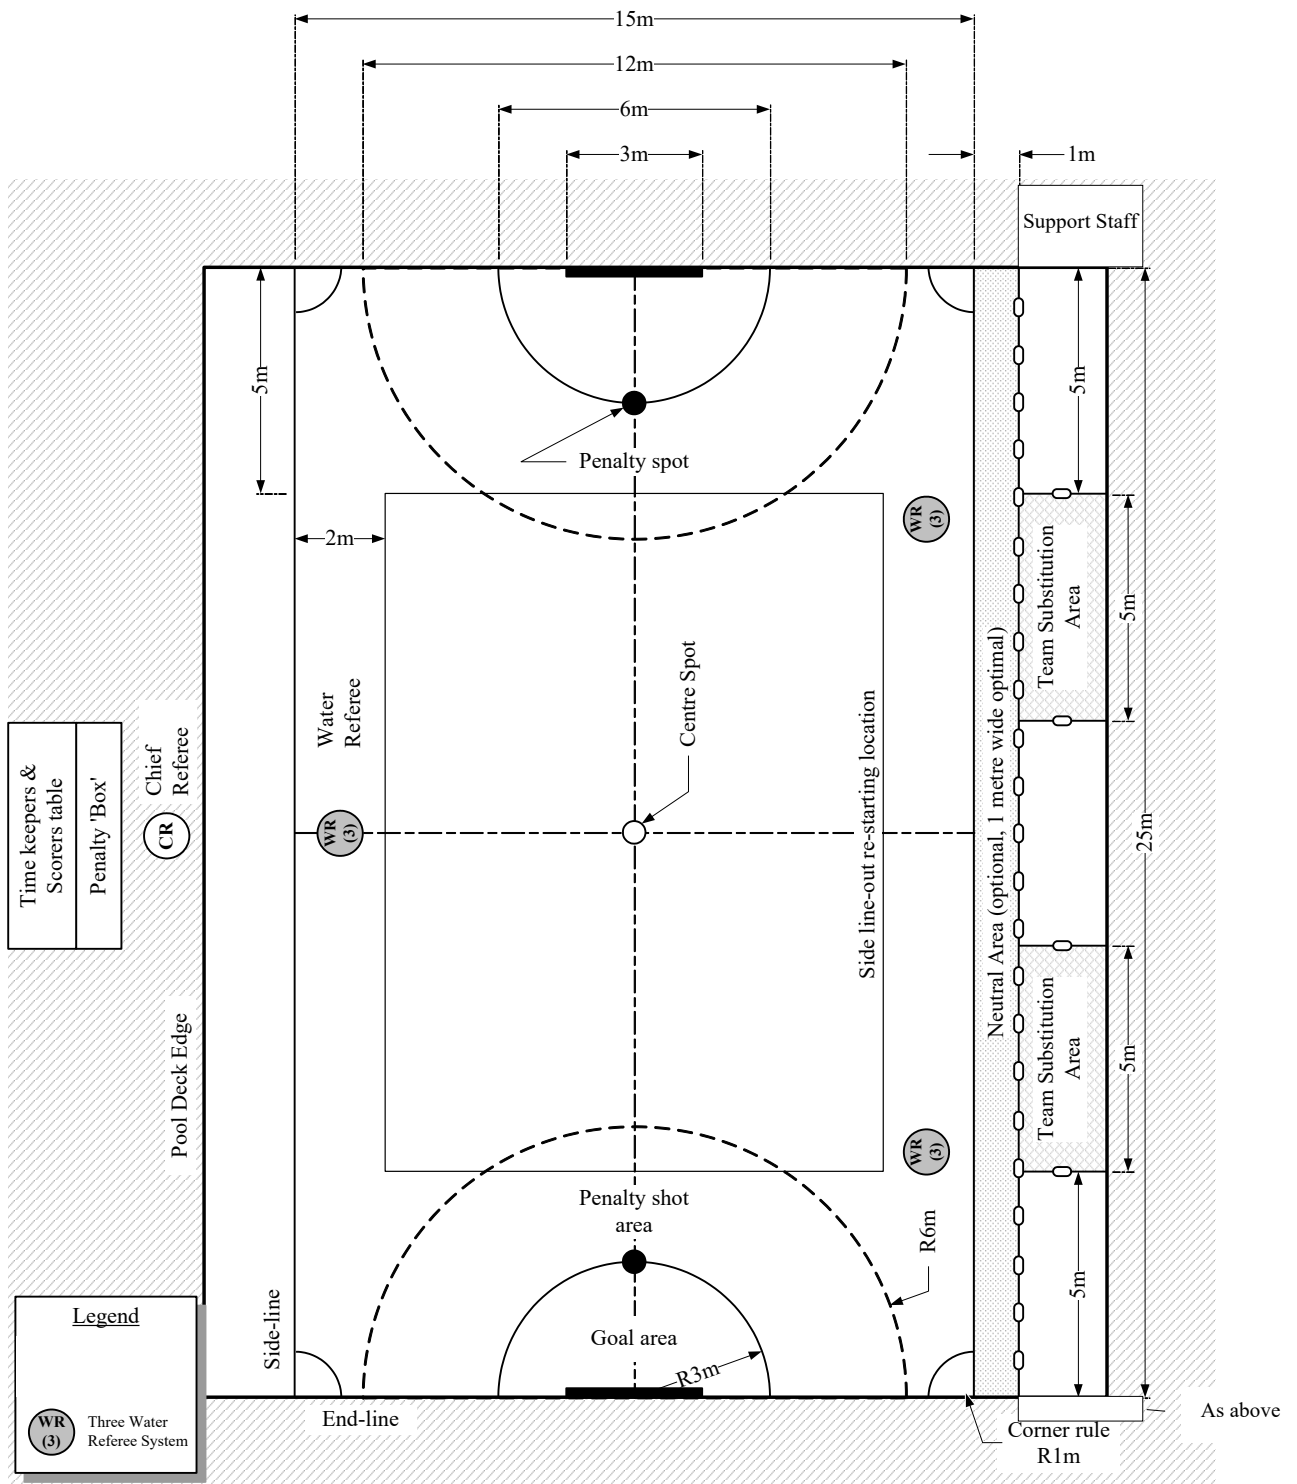 15m
12m
6m
3m
1m
Support Staff
5m
5m
Penalty spot
WR
(3)
2m
Team Substitution
Area
5m
Water
Referee
Centre Spot
Side line-out re-starting location
Neutral Area (optional, 1 metre wide optimal)
Time keepers &
Scorers table
Penalty 'Box'
Chief
Referee
CR
WR
(3)
25m
Pool Deck Edge
Team Substitution
Area
5m
WR
(3)
Penalty shot
area
R6m
5m
Side-line
Goal area
R3m
Legend
WR
(3)
Three Water
Referee System
End-line
As above
Corner rule
R1m